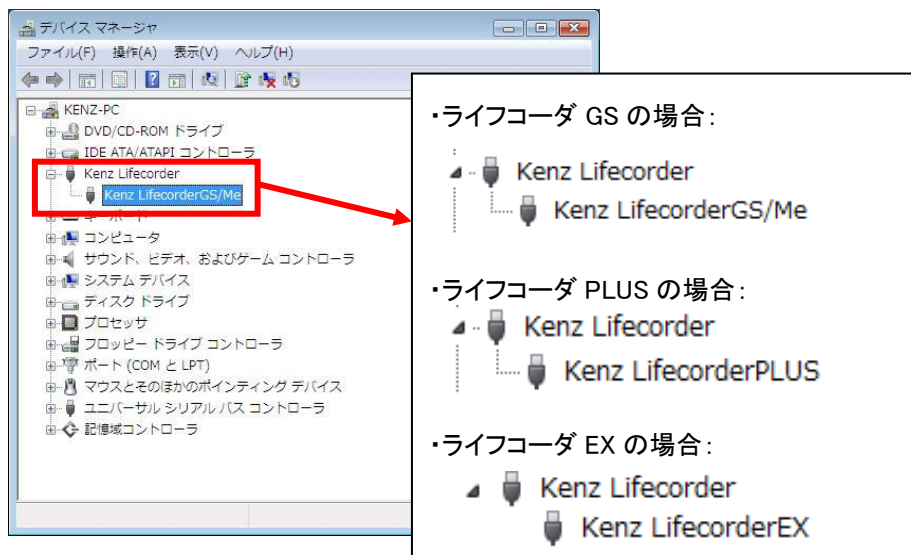 デバイス マネージャ
ファイル(F) 操作(A) 表示(V) ヘルプ(H)
KENZ-PC
DVD/CD-ROM ドライブ
IDE ATA/ATAPI コントローラ
Kenz Lifecorder
Kenz LifecorderGS/Me
キーボード
コンピュータ
サウンド、ビデオ、およびゲーム コントローラ
システム デバイス
ディスク ドライブ
プロセッサ
フロッピー ドライブ コントローラ
ポート (COM と LPT)
マウスとそのほかのポインティング デバイス
ユニバーサル シリアル バス コントローラ
記憶域コントローラ
・ライフコーダ GS の場合:
Kenz Lifecorder
Kenz LifecorderGS/Me
・ライフコーダ PLUS の場合:
Kenz Lifecorder
Kenz LifecorderPLUS
・ライフコーダ EX の場合:
Kenz Lifecorder
Kenz LifecorderEX